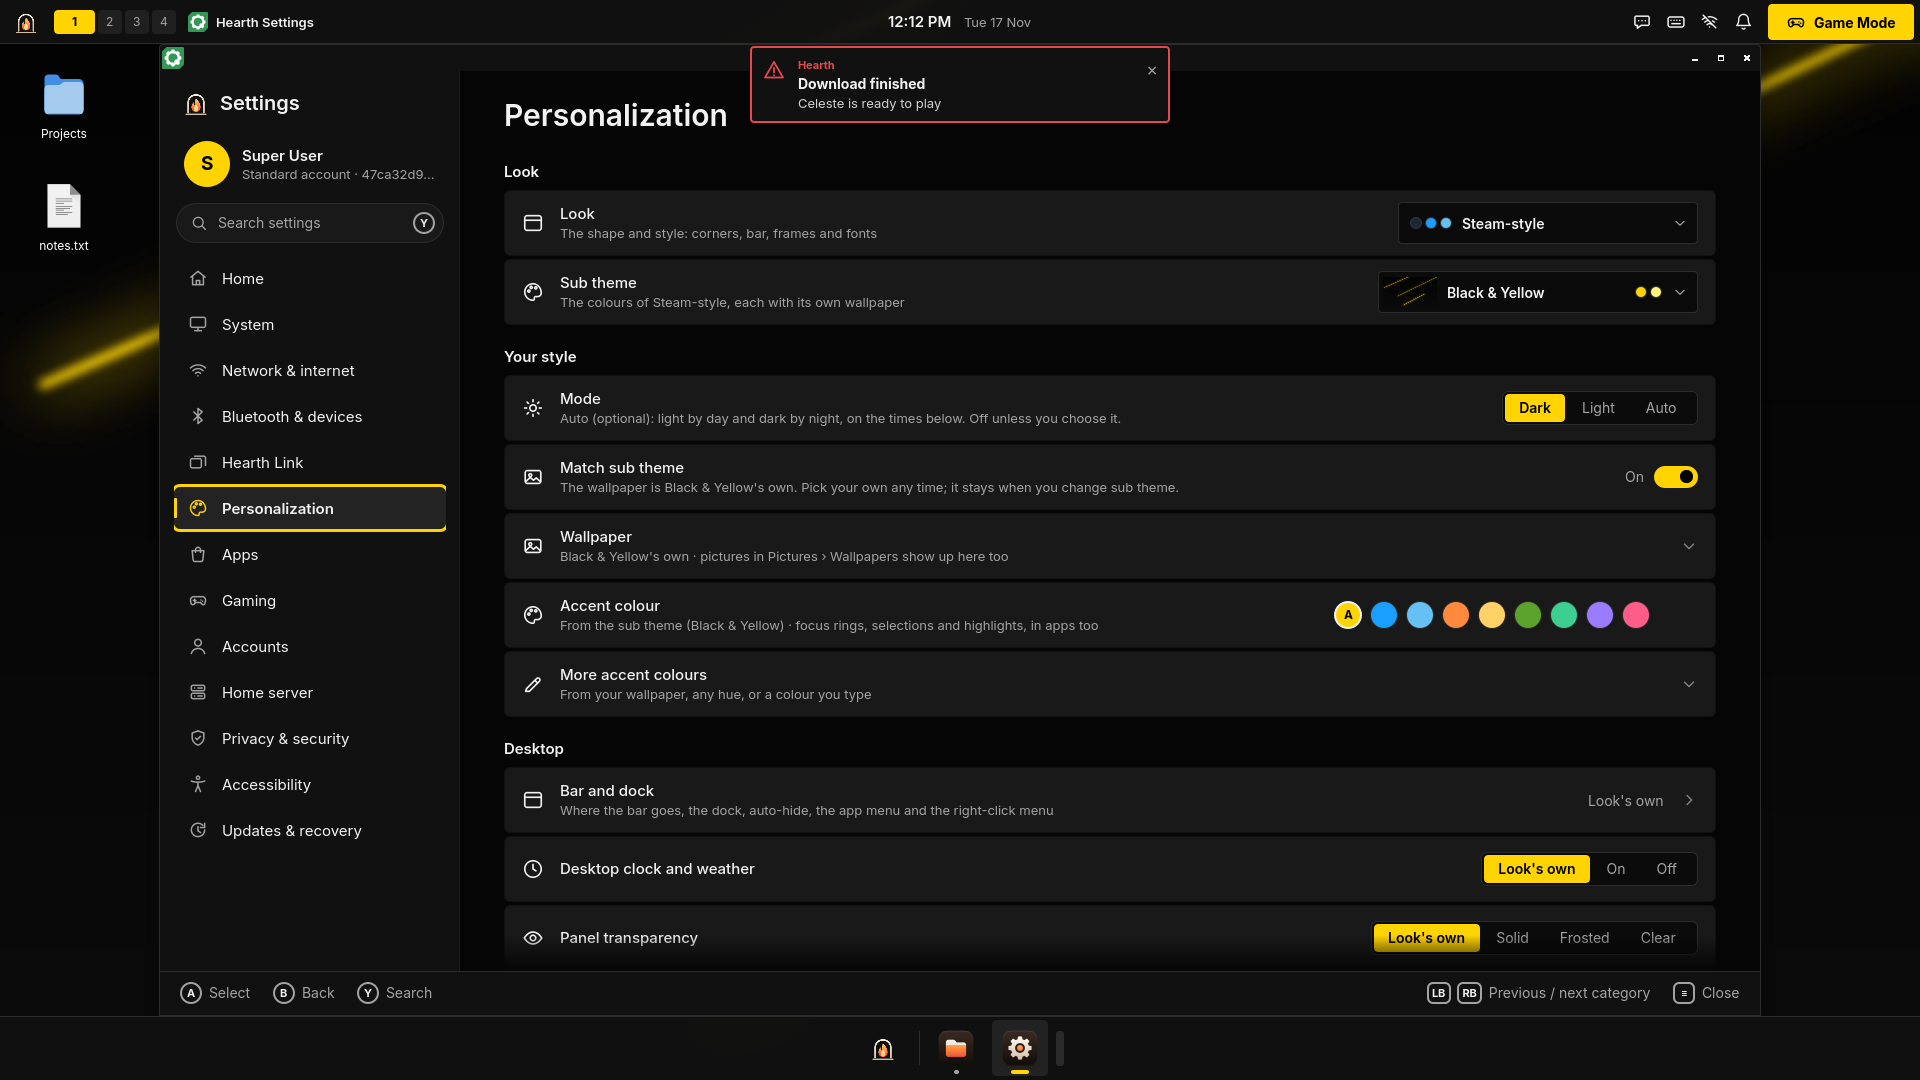 1
2
3
4
Hearth Settings
12:12 PM
Tue 17 Nov
Game Mode
Projects
notes.txt
Hearth
Download finished
Celeste is ready to play
Settings
S
Super User
Standard account · 47ca32d9...
Search settings
Y
Home
System
Network & internet
Bluetooth & devices
Hearth Link
Personalization
Apps
Gaming
Accounts
Home server
Privacy & security
Accessibility
Updates & recovery
Personalization
Look
Look
The shape and style: corners, bar, frames and fonts
Steam-style
Sub theme
The colours of Steam-style, each with its own wallpaper
Black & Yellow
Your style
Mode
Auto (optional): light by day and dark by night, on the times below. Off unless you choose it.
Dark
Light
Auto
Match sub theme
The wallpaper is Black & Yellow's own. Pick your own any time; it stays when you change sub theme.
On
Wallpaper
Black & Yellow's own · pictures in Pictures › Wallpapers show up here too
Accent colour
From the sub theme (Black & Yellow) · focus rings, selections and highlights, in apps too
A
More accent colours
From your wallpaper, any hue, or a colour you type
Desktop
Bar and dock
Where the bar goes, the dock, auto-hide, the app menu and the right-click menu
Look's own
Desktop clock and weather
Look's own
On
Off
Panel transparency
Look's own
Solid
Frosted
Clear
A Select
B Back
Y Search
LB RB Previous / next category
Close